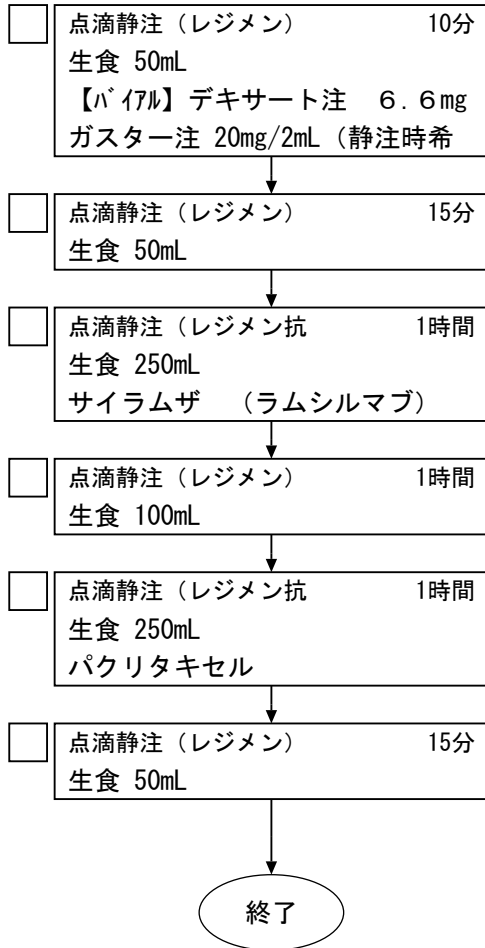 点滴静注（レジメン） 10分
生食 50mL
【ﾊﾞｲｱﾙ】デキサート注　６.６mg
ガスター注 20mg/2mL（静注時希
点滴静注（レジメン） 15分
生食 50mL
点滴静注（レジメン抗 1時間
生食 250mL
サイラムザ　（ラムシルマブ）
点滴静注（レジメン） 1時間
生食 100mL
点滴静注（レジメン抗 1時間
生食 250mL
パクリタキセル
点滴静注（レジメン） 15分
生食 50mL
終了